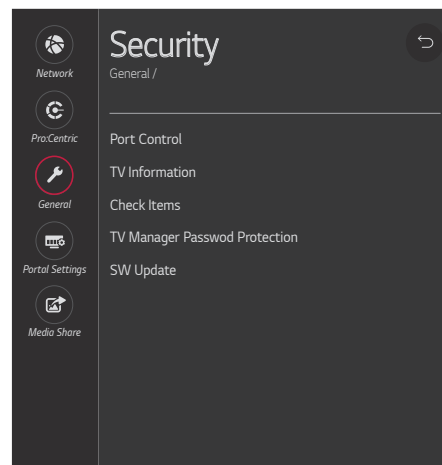 Security
General /
Network
Pro:Centric
General
Portal Settings
Media Share
Port Control
TV Information
Check Items
TV Manager Passwod Protection
SW Update